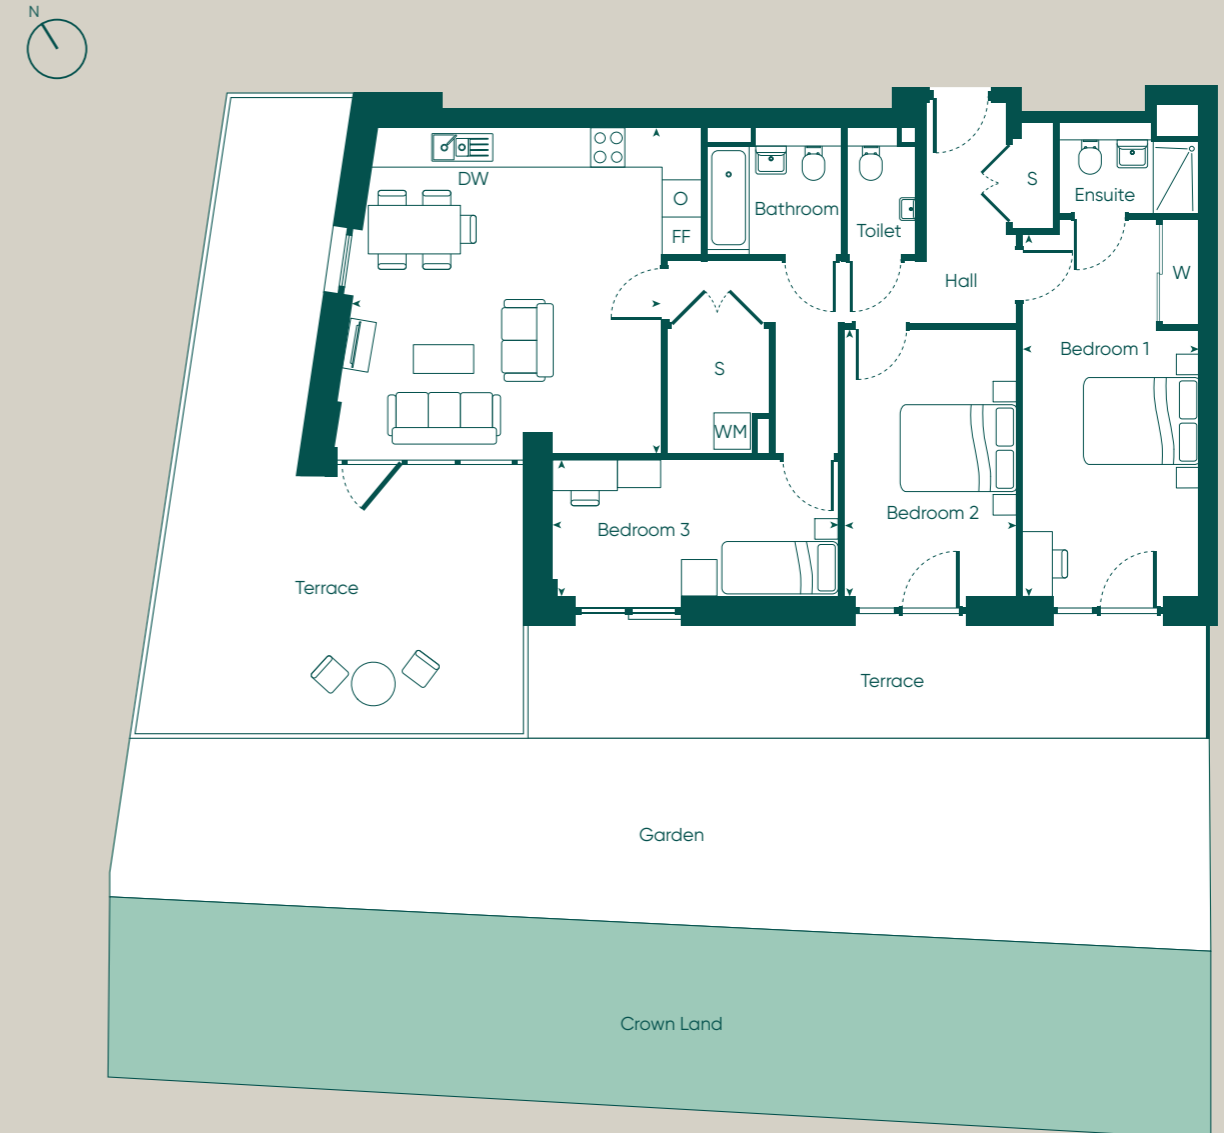 N
DW
FF
Bathroom
Toilet
S
Ensuite
Hall
W
S
WM
Bedroom 1
Bedroom 2
Bedroom 3
Terrace
Terrace
Garden
Crown Land